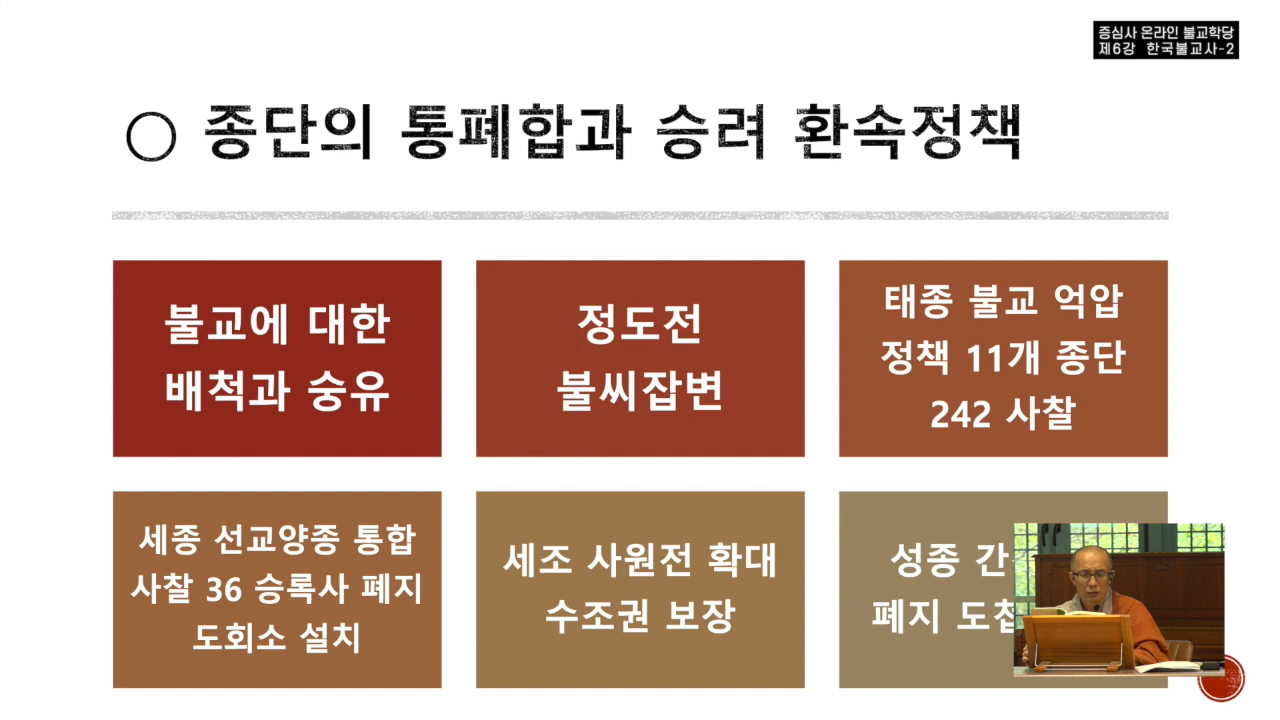 증심사 온라인 불교학당
제6강 한국불교사-2
○ 종단의 통폐합과 승려 환속정책
불교에 대한
배척과 숭유
정도전
불씨잡변
태종 불교 억압
정책 11개 종단
242 사찰
세종 선교양종 통합
사찰 36 승록사 폐지
도회소 설치
세조 사원전 확대
수조권 보장
성종
폐지